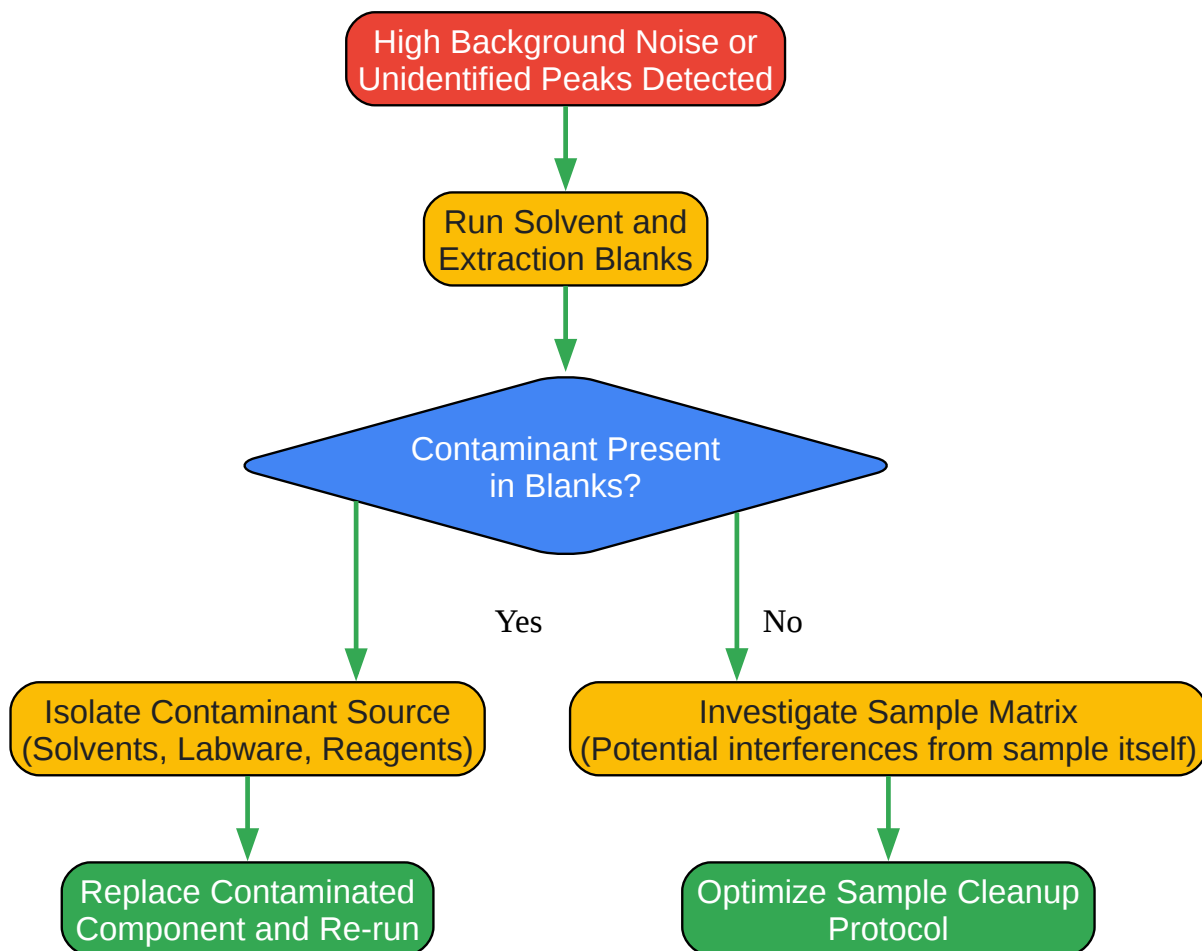 High Background Noise or
Unidentified Peaks Detected
Run Solvent and
Extraction Blanks
Contaminant Present
in Blanks?
Yes
No
Isolate Contaminant Source
(Solvents, Labware, Reagents)
Investigate Sample Matrix
(Potential interferences from sample itself)
Replace Contaminated
Component and Re-run
Optimize Sample Cleanup
Protocol